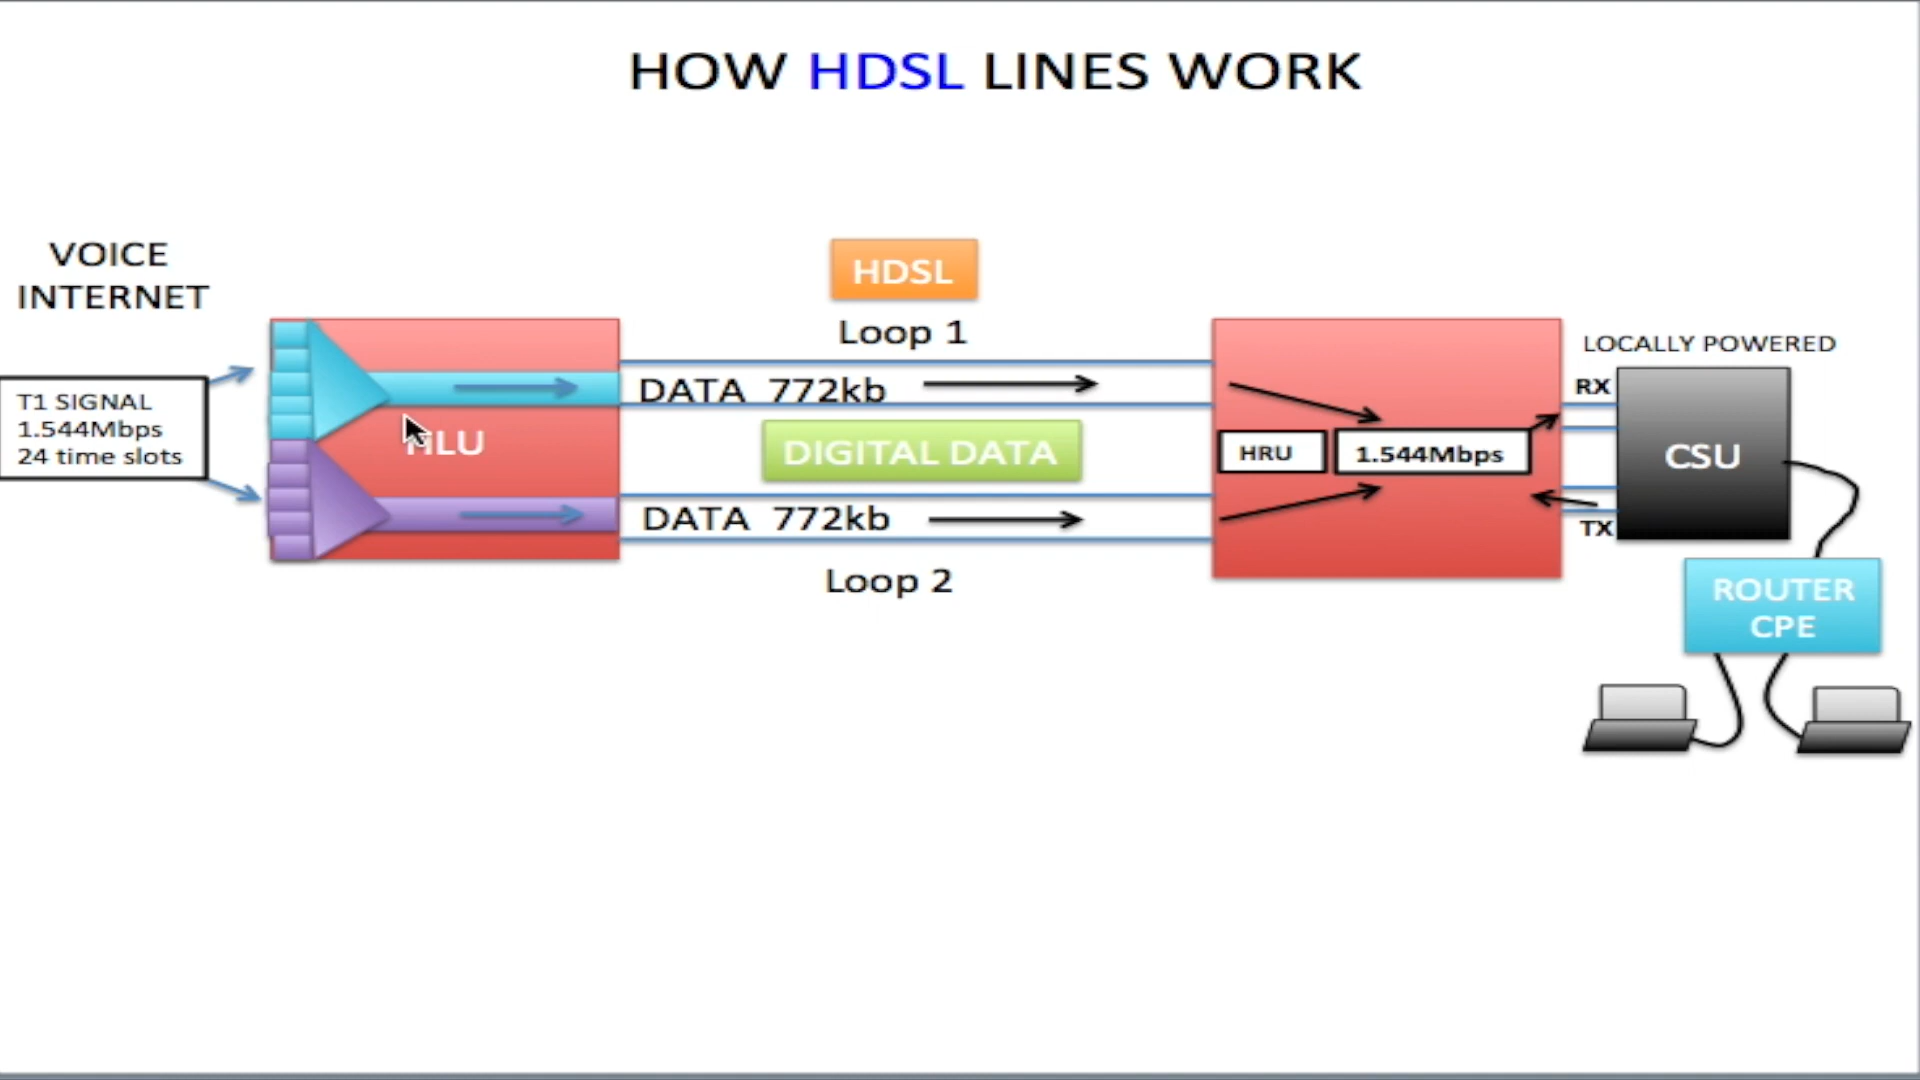 HOW HDSL LINES WORK
VOICE
INTERNET
T1 SIGNAL
1.544Mbps
24 time slots
HLU
HDSL
Loop 1
DATA 772kb
DIGITAL DATA
DATA 772kb
Loop 2
HRU
1.544Mbps
LOCALLY POWERED
RX
CSU
TX
ROUTER
CPE